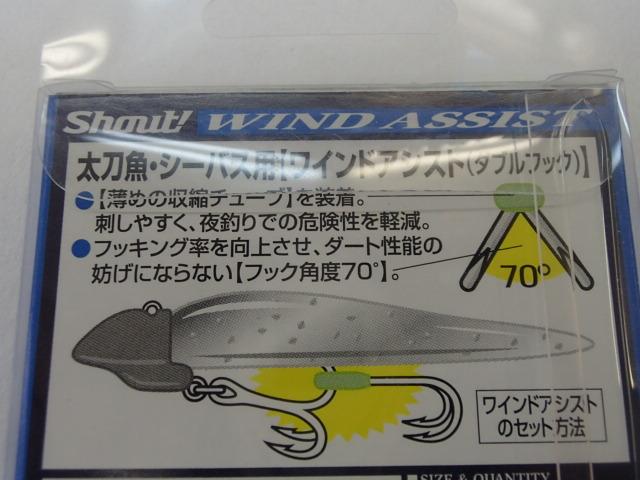 Shout! WIND ASSIST
太刀魚・シーバス用【ワインドアシスト(ダブルフック)】
【薄めの収縮チューブ】を装着。
刺しやすく、夜釣りでの危険性を軽減。
●フッキング率を向上させ、ダート性能の
妨げにならない【フック角度70°】。
70°
ワインドアシスト
のセット方法
SIZE & QUANTITY